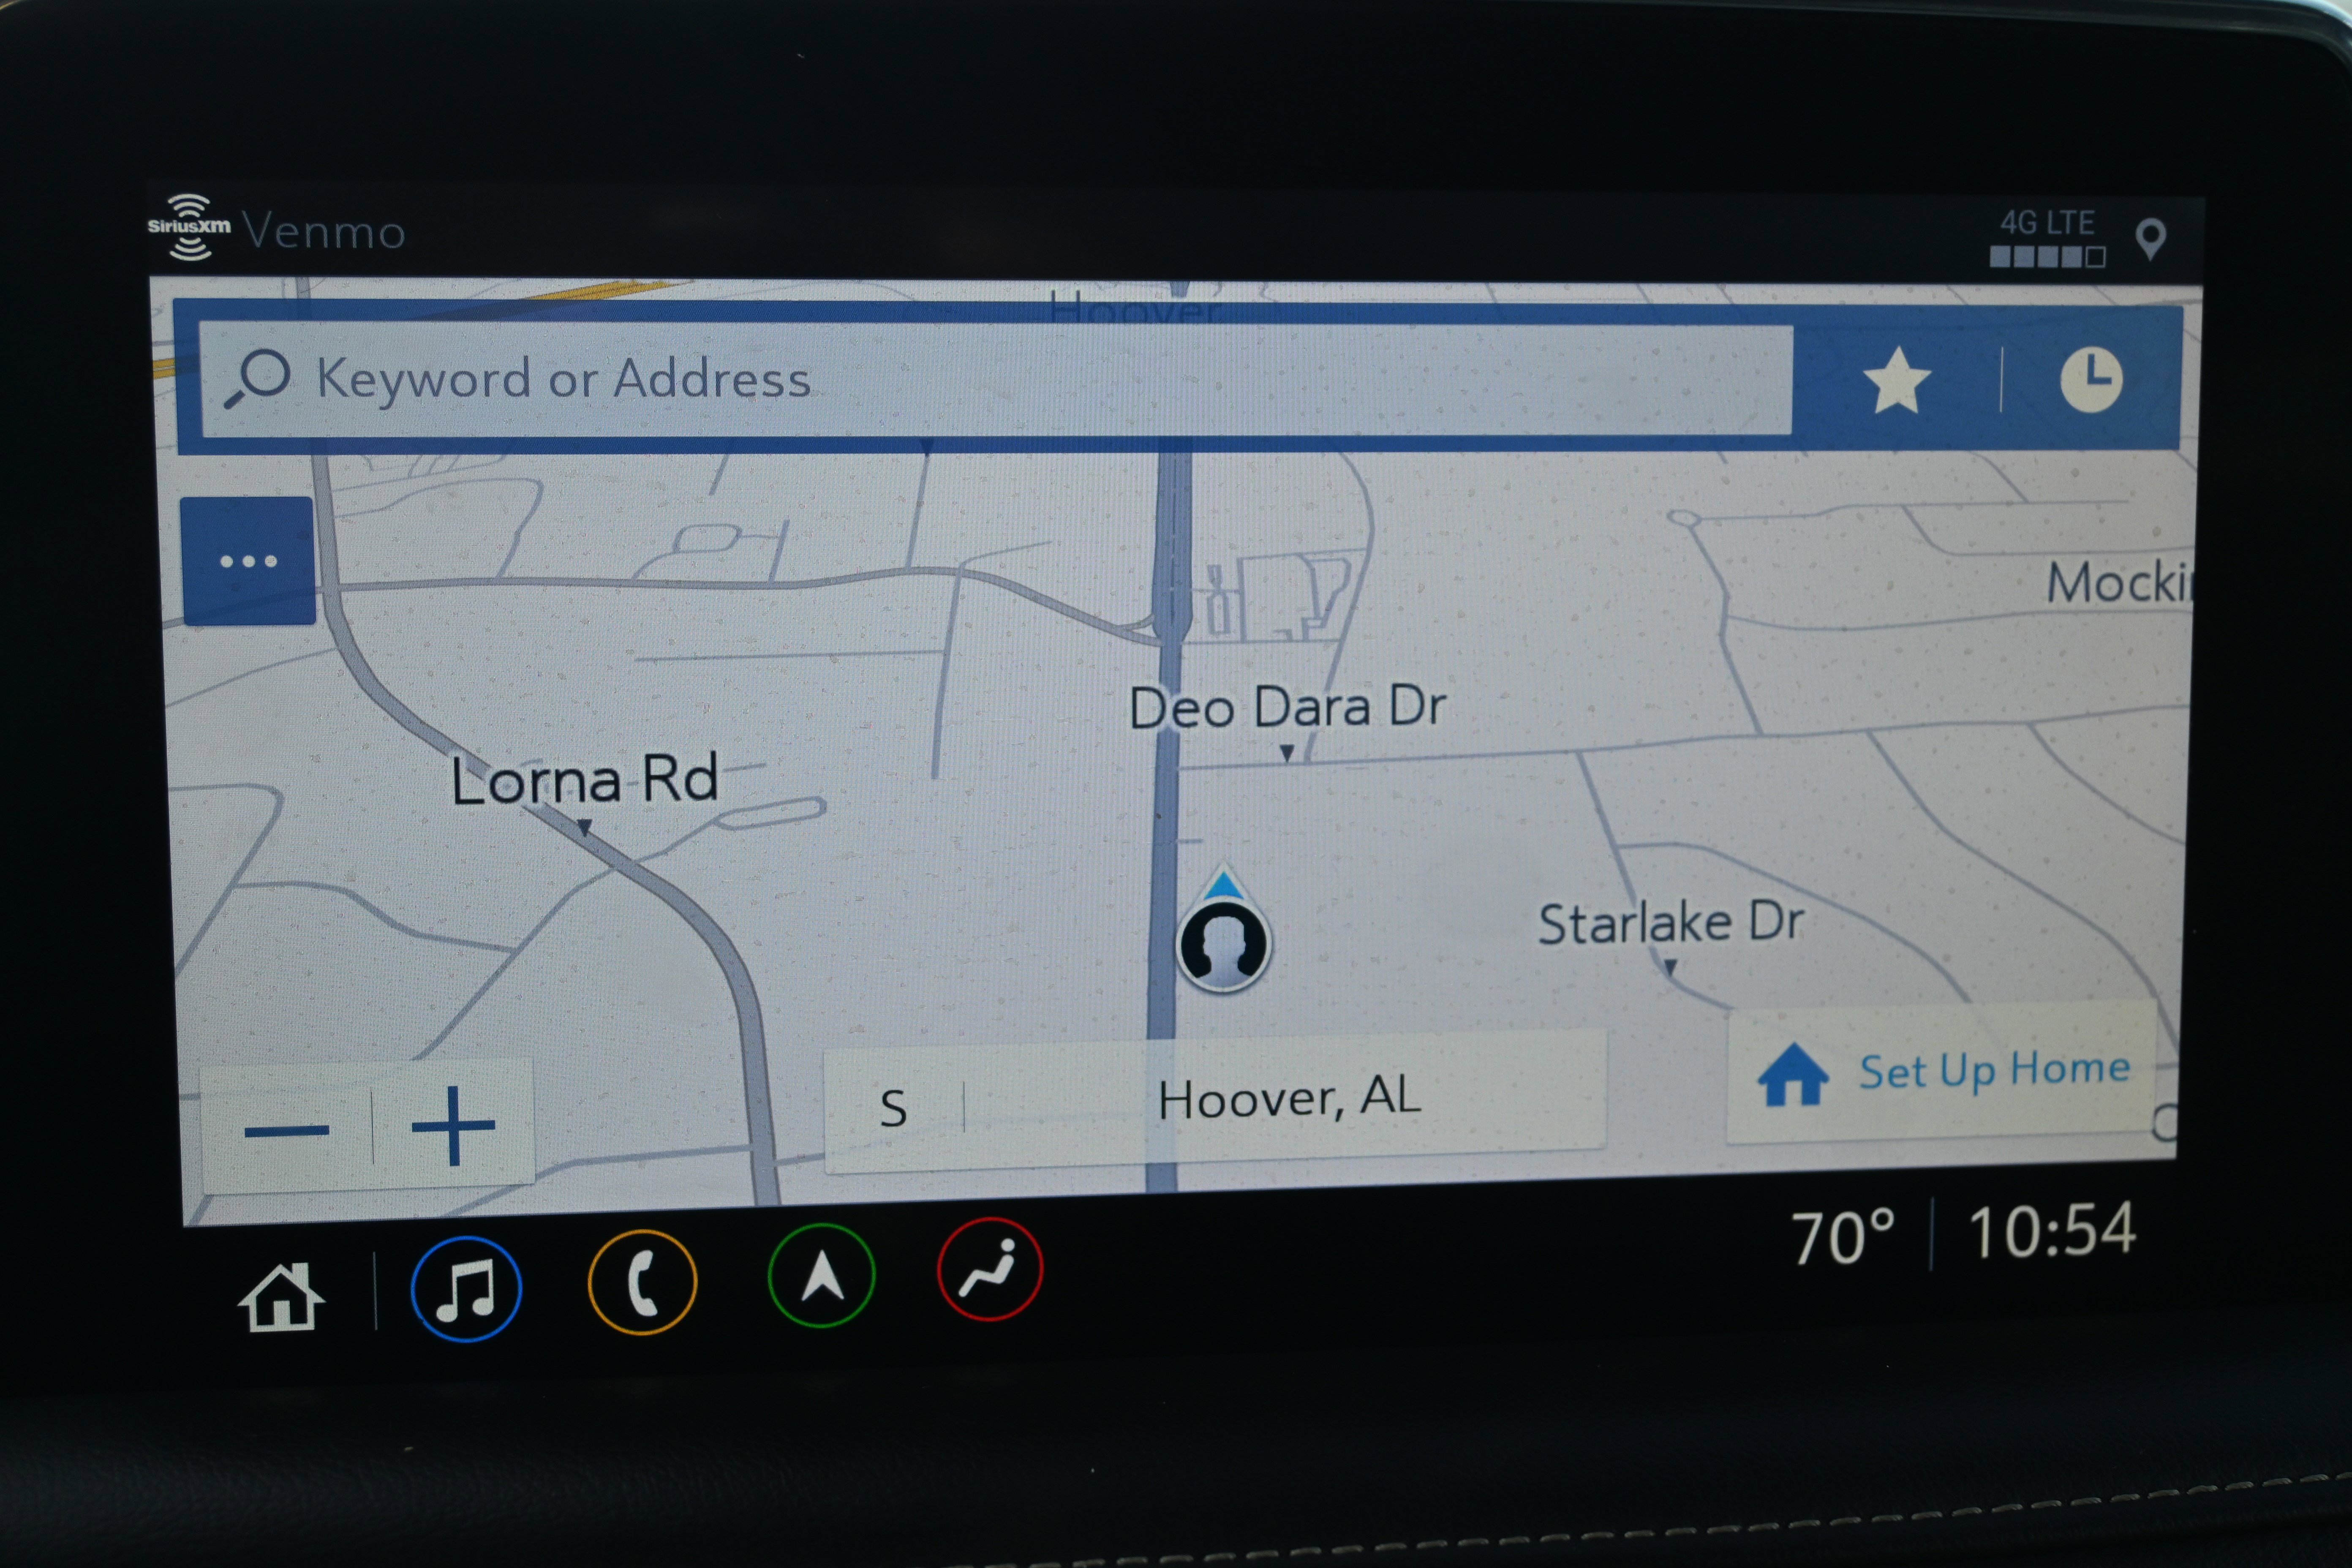 SiriusXM Venmo
4G LTE
Hoover
Keyword or Address
Mockin
Deo Dara Dr
Lorna Rd
Starlake Dr
S
Hoover, AL
Set Up Home
70°
10:54